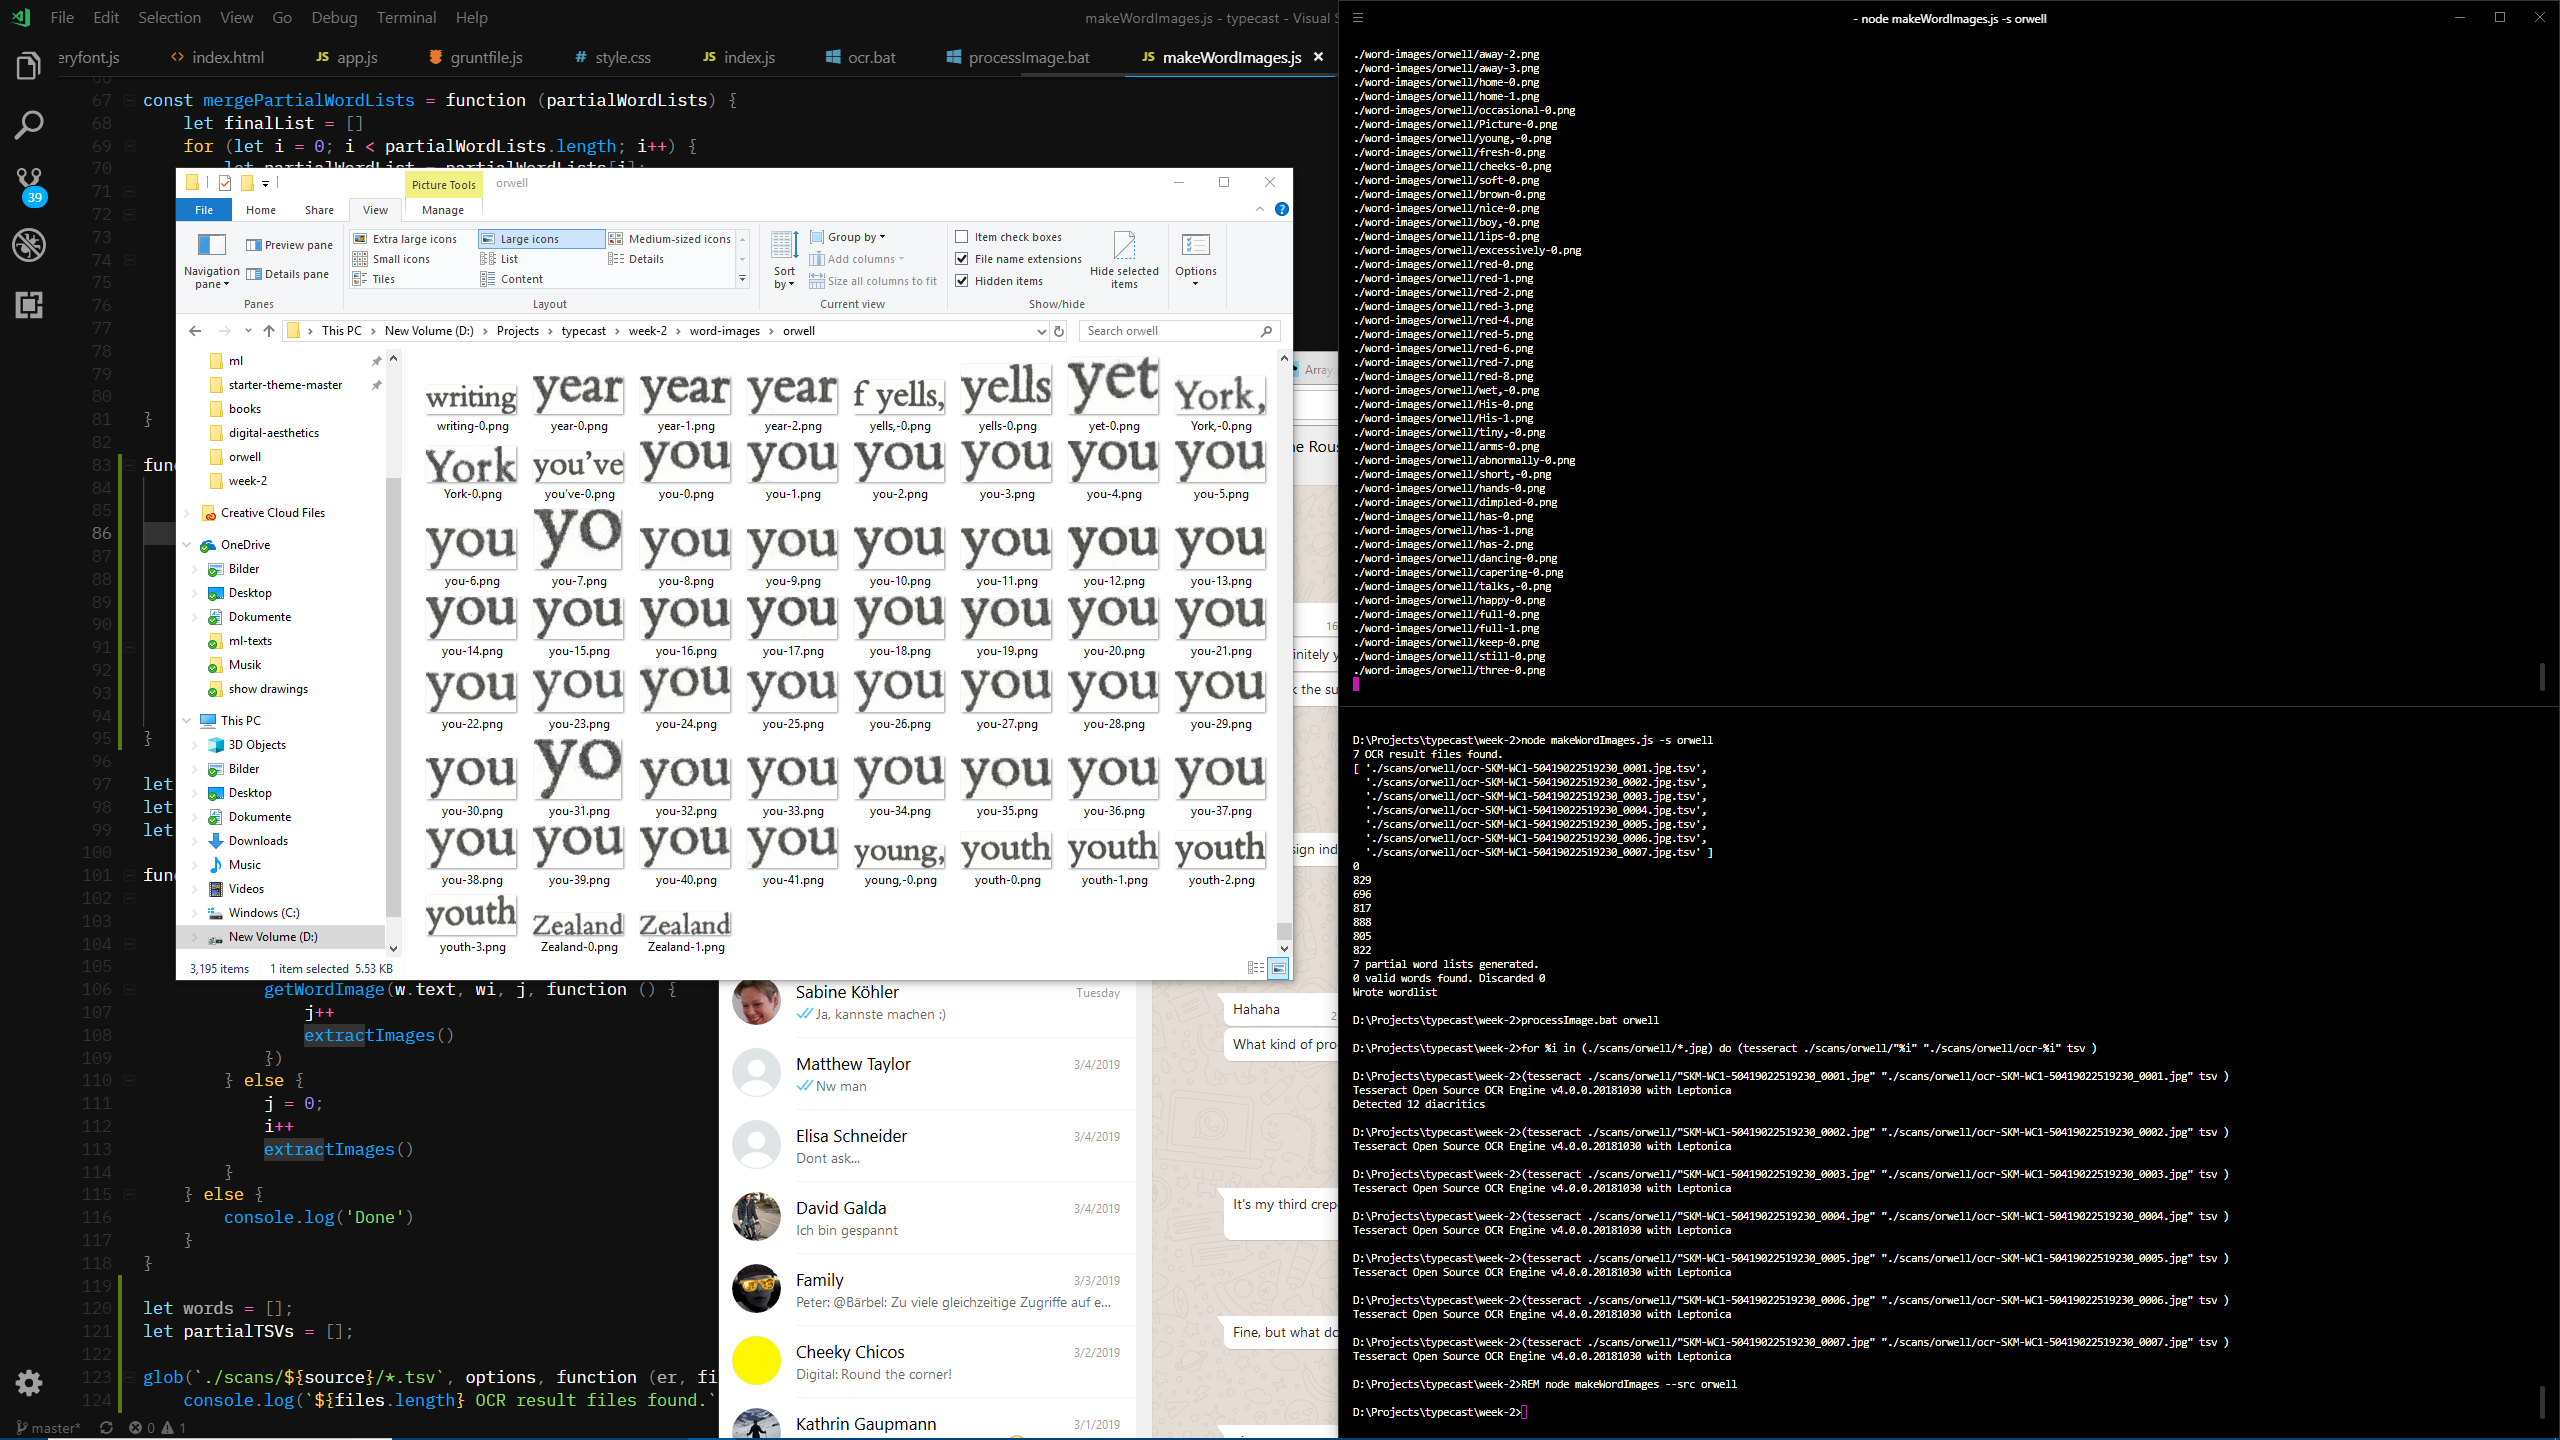 File Edit Selection View Go Debug Terminal Help
makeWordImages.js - typecast - Visual S
eryfont.js index.html app.js gruntfile.js style.css index.js ocr.bat processImage.bat makeWordImages.js
39
67 const mergePartialWordLists = function (partialWordLists) {
68 let finalList = []
69 for (let i = 0; i < partialWordLists.length; i++) {
70 let partialWordList = partialWordLists[i];
71
72
73
74
75
76
77
78
79
80
81 }
82
83 func
84
85
86
87
88
89
90
91
92
93
94
95 }
96
97 let
98 let
99 let
100
101 func
102
103
104
105
106 getWordImage(w.text, wi, j, function () {
107 j++
108 extractImages()
109 })
110 } else {
111 j = 0;
112 i++
113 extractImages()
114 }
115 } else {
116 console.log('Done')
117 }
118 }
119
120 let words = [];
121 let partialTSVs = [];
122
123 glob(`./scans/${source}/*.tsv`, options, function (er, fi
124 console.log(`${files.length} OCR result files found.`
master* 0 1
Picture Tools orwell
File Home Share View Manage
Navigation pane
Preview pane
Details pane
Panes
Extra large icons Large icons Medium-sized icons
Small icons List Details
Tiles Content
Layout
Sort by
Group by
Add columns
Size all columns to fit
Current view
Item check boxes
File name extensions
Hidden items
Hide selected items
Show/hide
Options
This PC New Volume (D:) Projects typecast week-2 word-images orwell
Search orwell
ml
starter-theme-master
books
digital-aesthetics
orwell
week-2
Creative Cloud Files
OneDrive
Bilder
Desktop
Dokumente
ml-texts
Musik
show drawings
This PC
3D Objects
Bilder
Desktop
Dokumente
Downloads
Music
Videos
Windows (C:)
New Volume (D:)
writing year year year f yells, yells yet York,
writing-0.png year-0.png year-1.png year-2.png yells,-0.png yells-0.png yet-0.png York,-0.png
York you've you you you you you you
York-0.png you've-0.png you-0.png you-1.png you-2.png you-3.png you-4.png you-5.png
you yo you you you you you you
you-6.png you-7.png you-8.png you-9.png you-10.png you-11.png you-12.png you-13.png
you you you you you you you you
you-14.png you-15.png you-16.png you-17.png you-18.png you-19.png you-20.png you-21.png
you you you you you you you you
you-22.png you-23.png you-24.png you-25.png you-26.png you-27.png you-28.png you-29.png
you yo you you you you you you
you-30.png you-31.png you-32.png you-33.png you-34.png you-35.png you-36.png you-37.png
you you you you young, youth youth youth
you-38.png you-39.png you-40.png you-41.png young,-0.png youth-0.png youth-1.png youth-2.png
youth Zealand Zealand
youth-3.png Zealand-0.png Zealand-1.png
3,195 items 1 item selected 5.53 KB
Array
ne Rous
16
finitely y
k the su
sign ind
Sabine Köhler Tuesday
Ja, kannste machen :)
Matthew Taylor 3/4/2019
Nw man
Elisa Schneider 3/4/2019
Dont ask...
David Galda 3/4/2019
Ich bin gespannt
Family 3/3/2019
Peter: @Bärbel: Zu viele gleichzeitige Zugriffe auf e...
Cheeky Chicos 3/2/2019
Digital: Round the corner!
Kathrin Gaupmann 3/1/2019
Hahaha 2
What kind of pro
It's my third crep
Fine, but what do
- node makeWordImages.js -s orwell
./word-images/orwell/away-2.png
./word-images/orwell/away-3.png
./word-images/orwell/home-0.png
./word-images/orwell/home-1.png
./word-images/orwell/occasional-0.png
./word-images/orwell/Picture-0.png
./word-images/orwell/young,-0.png
./word-images/orwell/fresh-0.png
./word-images/orwell/cheeks-0.png
./word-images/orwell/soft-0.png
./word-images/orwell/brown-0.png
./word-images/orwell/nice-0.png
./word-images/orwell/boy,-0.png
./word-images/orwell/lips-0.png
./word-images/orwell/excessively-0.png
./word-images/orwell/red-0.png
./word-images/orwell/red-1.png
./word-images/orwell/red-2.png
./word-images/orwell/red-3.png
./word-images/orwell/red-4.png
./word-images/orwell/red-5.png
./word-images/orwell/red-6.png
./word-images/orwell/red-7.png
./word-images/orwell/red-8.png
./word-images/orwell/wet,-0.png
./word-images/orwell/His-0.png
./word-images/orwell/His-1.png
./word-images/orwell/tiny,-0.png
./word-images/orwell/arms-0.png
./word-images/orwell/abnormally-0.png
./word-images/orwell/short,-0.png
./word-images/orwell/hands-0.png
./word-images/orwell/dimpled-0.png
./word-images/orwell/has-0.png
./word-images/orwell/has-1.png
./word-images/orwell/has-2.png
./word-images/orwell/dancing-0.png
./word-images/orwell/capering-0.png
./word-images/orwell/talks,-0.png
./word-images/orwell/happy-0.png
./word-images/orwell/full-0.png
./word-images/orwell/full-1.png
./word-images/orwell/keep-0.png
./word-images/orwell/still-0.png
./word-images/orwell/three-0.png
D:\Projects\typecast\week-2>node makeWordImages.js -s orwell
7 OCR result files found.
[ './scans/orwell/ocr-SKM-WC1-50419022519230_0001.jpg.tsv',
'./scans/orwell/ocr-SKM-WC1-50419022519230_0002.jpg.tsv',
'./scans/orwell/ocr-SKM-WC1-50419022519230_0003.jpg.tsv',
'./scans/orwell/ocr-SKM-WC1-50419022519230_0004.jpg.tsv',
'./scans/orwell/ocr-SKM-WC1-50419022519230_0005.jpg.tsv',
'./scans/orwell/ocr-SKM-WC1-50419022519230_0006.jpg.tsv',
'./scans/orwell/ocr-SKM-WC1-50419022519230_0007.jpg.tsv' ]
0
829
696
817
888
805
822
7 partial word lists generated.
0 valid words found. Discarded 0
Wrote wordlist
D:\Projects\typecast\week-2>processImage.bat orwell
D:\Projects\typecast\week-2>for %i in (./scans/orwell/*.jpg) do (tesseract ./scans/orwell/"%i" "./scans/orwell/ocr-%i" tsv )
D:\Projects\typecast\week-2>(tesseract ./scans/orwell/"SKM-WC1-50419022519230_0001.jpg" "./scans/orwell/ocr-SKM-WC1-50419022519230_0001.jpg" tsv )
Tesseract Open Source OCR Engine v4.0.0.20181030 with Leptonica
Detected 12 diacritics
D:\Projects\typecast\week-2>(tesseract ./scans/orwell/"SKM-WC1-50419022519230_0002.jpg" "./scans/orwell/ocr-SKM-WC1-50419022519230_0002.jpg" tsv )
Tesseract Open Source OCR Engine v4.0.0.20181030 with Leptonica
D:\Projects\typecast\week-2>(tesseract ./scans/orwell/"SKM-WC1-50419022519230_0003.jpg" "./scans/orwell/ocr-SKM-WC1-50419022519230_0003.jpg" tsv )
Tesseract Open Source OCR Engine v4.0.0.20181030 with Leptonica
D:\Projects\typecast\week-2>(tesseract ./scans/orwell/"SKM-WC1-50419022519230_0004.jpg" "./scans/orwell/ocr-SKM-WC1-50419022519230_0004.jpg" tsv )
Tesseract Open Source OCR Engine v4.0.0.20181030 with Leptonica
D:\Projects\typecast\week-2>(tesseract ./scans/orwell/"SKM-WC1-50419022519230_0005.jpg" "./scans/orwell/ocr-SKM-WC1-50419022519230_0005.jpg" tsv )
Tesseract Open Source OCR Engine v4.0.0.20181030 with Leptonica
D:\Projects\typecast\week-2>(tesseract ./scans/orwell/"SKM-WC1-50419022519230_0006.jpg" "./scans/orwell/ocr-SKM-WC1-50419022519230_0006.jpg" tsv )
Tesseract Open Source OCR Engine v4.0.0.20181030 with Leptonica
D:\Projects\typecast\week-2>(tesseract ./scans/orwell/"SKM-WC1-50419022519230_0007.jpg" "./scans/orwell/ocr-SKM-WC1-50419022519230_0007.jpg" tsv )
Tesseract Open Source OCR Engine v4.0.0.20181030 with Leptonica
D:\Projects\typecast\week-2>REM node makeWordImages --src orwell
D:\Projects\typecast\week-2>